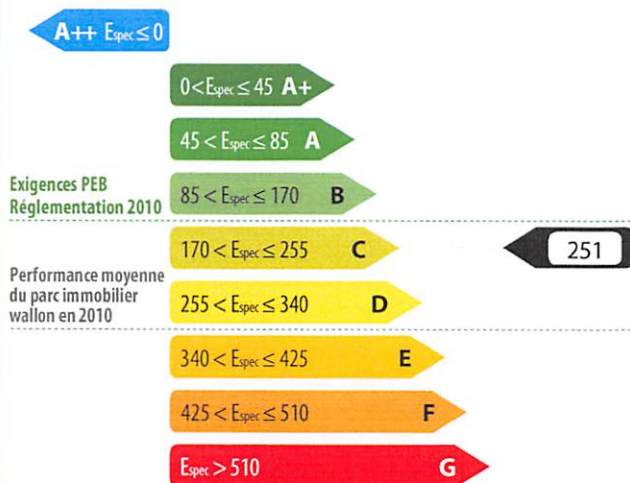 A++ Espec ≤ 0
0 < Espec ≤ 45 A+
45 < Espec ≤ 85 A
Exigences PEB
Réglementation 2010
85 < Espec ≤ 170 B
170 < Espec ≤ 255 C
251
Performance moyenne
du parc immobilier
wallon en 2010
255 < Espec ≤ 340 D
340 < Espec ≤ 425 E
425 < Espec ≤ 510 F
Espec > 510 G